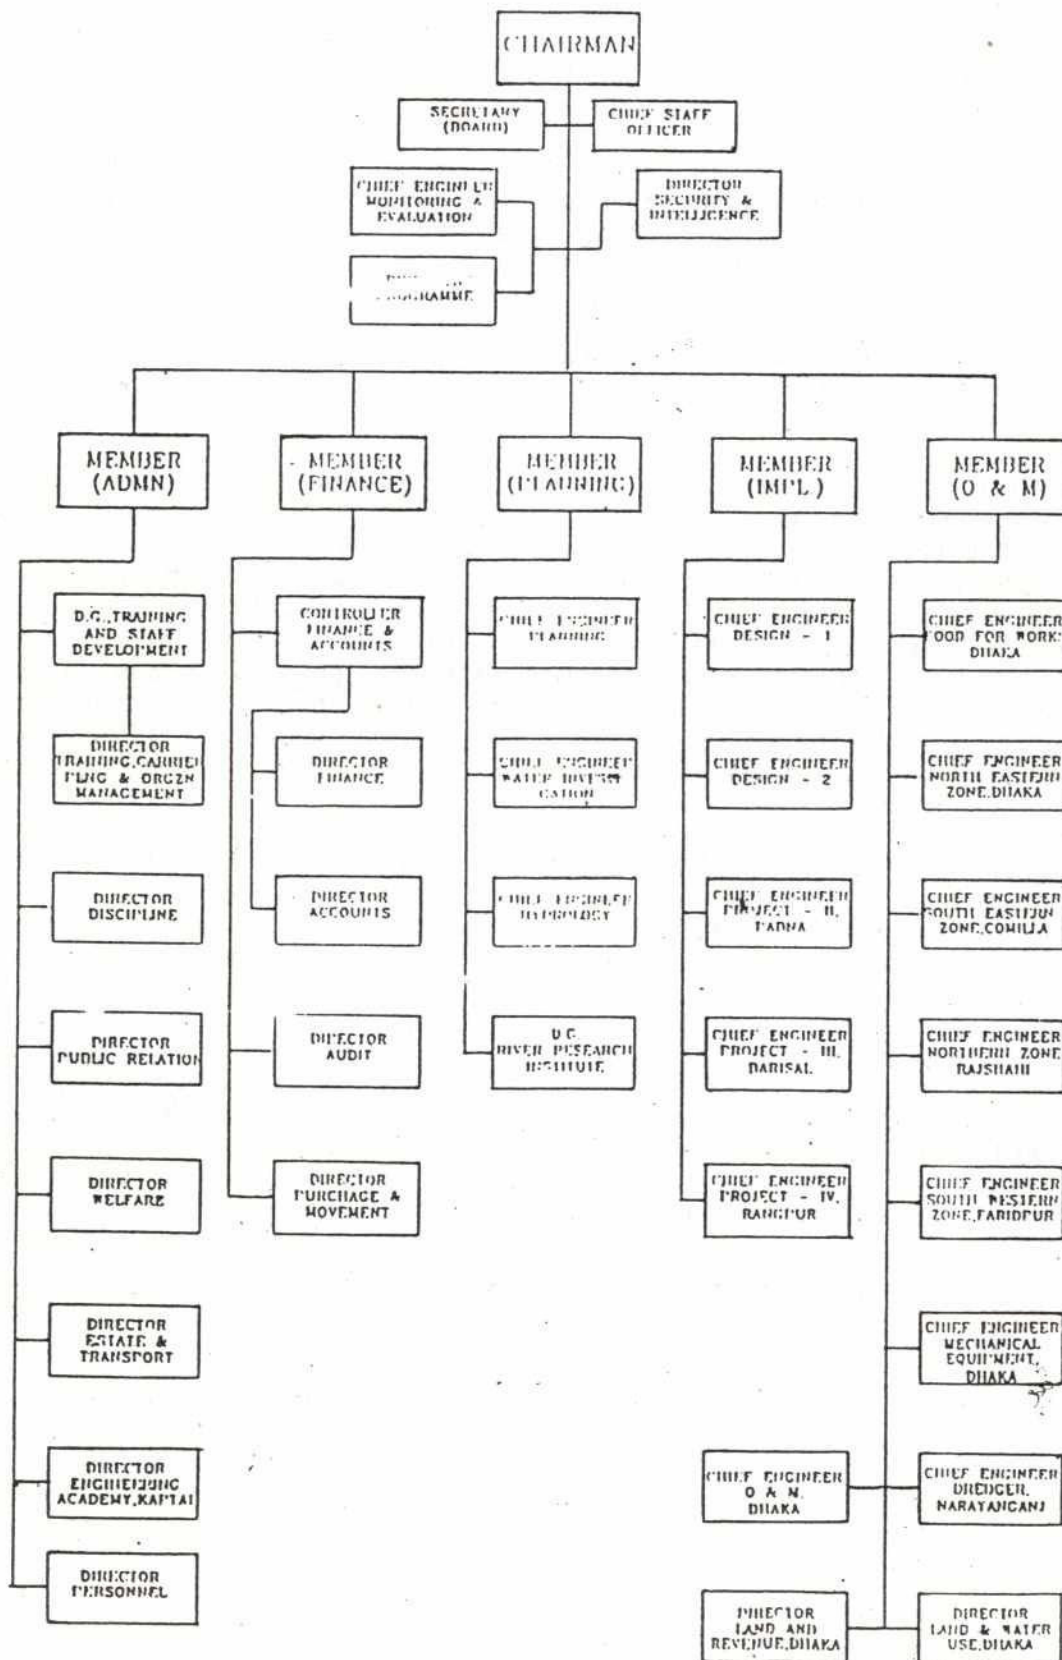 CHAIRMAN
SECRETARY
(BOARD)
CHIEF STAFF
OFFICER
CHIEF ENGINEER
MONITORING &
EVALUATION
DIRECTOR
SECURITY &
INTELLIGENCE
PROGRAMME
MEMBER
(ADMN)
MEMBER
(FINANCE)
MEMBER
(PLANNING)
MEMBER
(IMPL.)
MEMBER
(O & M)
D.G.,TRAINING
AND STAFF
DEVELOPMENT
DIRECTOR
TRAINING,CARRIER
PLNG & ORGZN
MANAGEMENT
DIRECTOR
DISCIPLINE
DIRECTOR
PUBLIC RELATION
DIRECTOR
WELFARE
DIRECTOR
ESTATE &
TRANSPORT
DIRECTOR
ENGINEERING
ACADEMY,KAPTAI
DIRECTOR
PERSONNEL
CONTROLLER
FINANCE &
ACCOUNTS
DIRECTOR
FINANCE
DIRECTOR
ACCOUNTS
DIRECTOR
AUDIT
DIRECTOR
PURCHAGE &
MOVEMENT
CHIEF ENGINEER
PLANNING
CHIEF ENGINEER
WATER
CATION
CHIEF ENGINEER
HYDROLOGY
D.G.
RIVER RESEARCH
INSTITUTE
CHIEF ENGINEER
DESIGN - 1
CHIEF ENGINEER
DESIGN - 2
CHIEF ENGINEER
PROJECT - II,
CHIEF ENGINEER
PROJECT - III,
BARISAL
CHIEF ENGINEER
PROJECT - IV,
RANGPUR
CHIEF ENGINEER
FOOD FOR WORKS
DHAKA
CHIEF ENGINEER
NORTH EASTERN
ZONE,DHAKA
CHIEF ENGINEER
SOUTH EASTERN
ZONE,COMILLA
CHIEF ENGINEER
NORTHERN ZONE
RAJSHAHI
CHIEF ENGINEER
SOUTH WESTERN
ZONE,FARIDPUR
CHIEF ENGINEER
MECHANICAL
EQUIPMENT,
DHAKA
CHIEF ENGINEER
O & M,
DHAKA
CHIEF ENGINEER
DREDGER,
NARAYANGANJ
DIRECTOR
LAND AND
REVENUE,DHAKA
DIRECTOR
LAND & WATER
USE,DHAKA